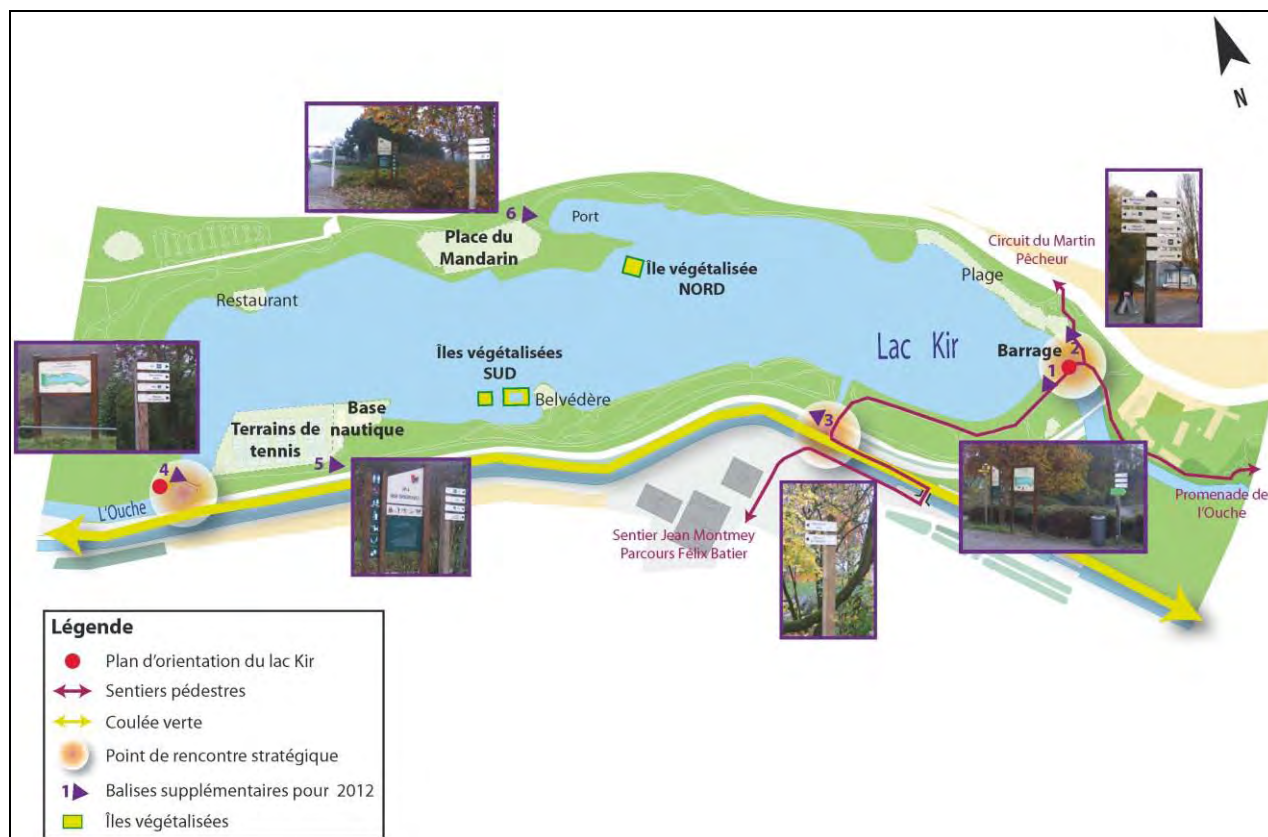 N
6
Port
Place du
Mandarin
Île végétalisée
NORD
Circuit du Martin
Pêcheur
Plage
Restaurant
Lac Kir
Barrage
2
1
Îles végétalisées
SUD
Belvédère
Base
nautique
Terrains de
tennis
3
4
5
L'Ouche
Promenade de
l'Ouche
Sentier Jean Montmey
Parcours Félix Batier
Légende
Plan d'orientation du lac Kir
Sentiers pédestres
Coulée verte
Point de rencontre stratégique
1 Balises supplémentaires pour 2012
Îles végétalisées